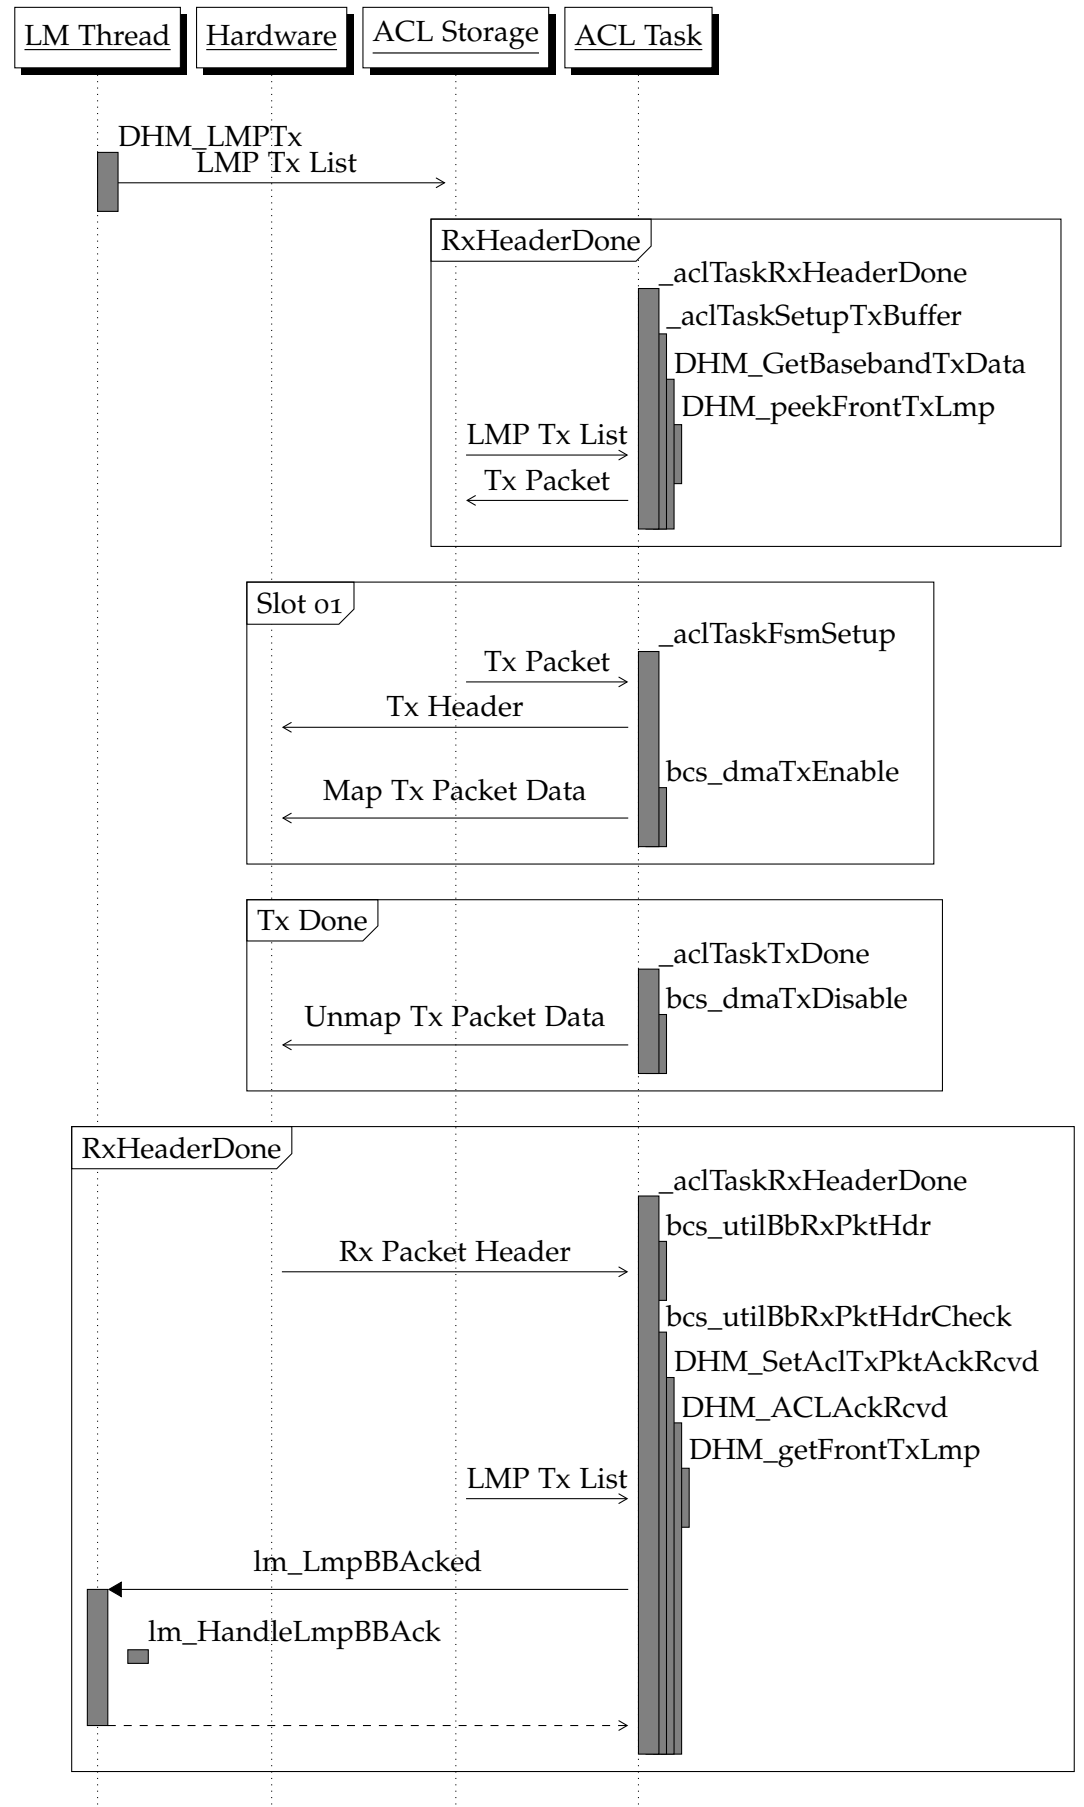 LM Thread
Hardware
ACL Storage
ACL Task
DHM_LMPTx
LMP Tx List
RxHeaderDone
_aclTaskRxHeaderDone
_aclTaskSetupTxBuffer
DHM_GetBasebandTxData
DHM_peekFrontTxLmp
LMP Tx List
Tx Packet
Slot 01
_aclTaskFsmSetup
Tx Packet
Tx Header
bcs_dmaTxEnable
Map Tx Packet Data
Tx Done
_aclTaskTxDone
bcs_dmaTxDisable
Unmap Tx Packet Data
RxHeaderDone
_aclTaskRxHeaderDone
bcs_utilBbRxPktHdr
Rx Packet Header
bcs_utilBbRxPktHdrCheck
DHM_SetAclTxPktAckRcvd
DHM_ACLAckRcvd
DHM_getFrontTxLmp
LMP Tx List
lm_LmpBBAcked
lm_HandleLmpBBAck